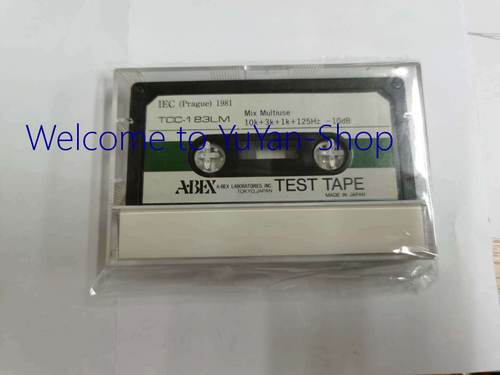 IEC (Prague) 1981
TCC-183LM
Mix Multiuse
10k+3k+1k+125Hz -10dB
Welcome to YuYan-Shop
A-BEX A-BEX LABORATORIES INC. TEST TAPE
TOKYO,JAPAN
MADE IN JAPAN